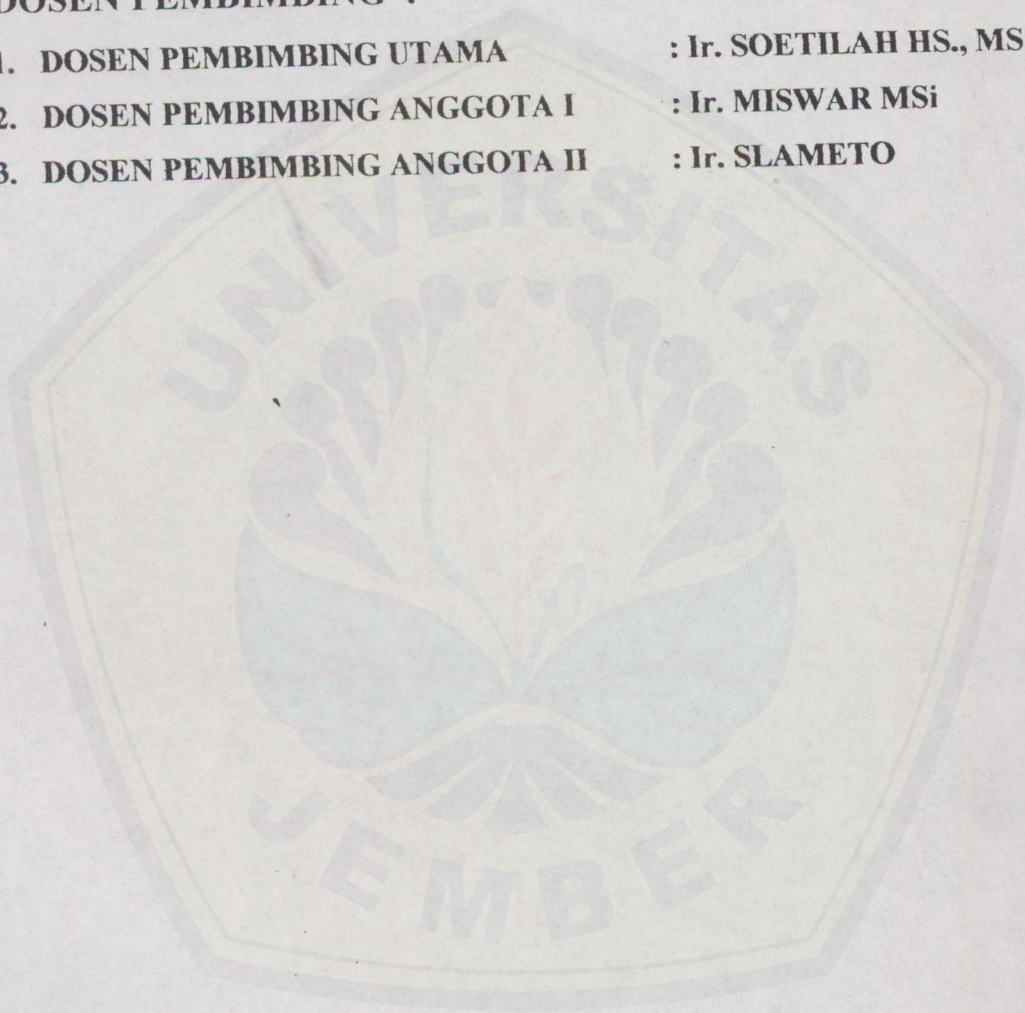 DOSEN PEMBIMBING :
1. DOSEN PEMBIMBING UTAMA : Ir. SOETILAH HS., MS
2. DOSEN PEMBIMBING ANGGOTA I : Ir. MISWAR MSi
3. DOSEN PEMBIMBING ANGGOTA II : Ir. SLAMETO
UNIVERSITAS
JEMBER